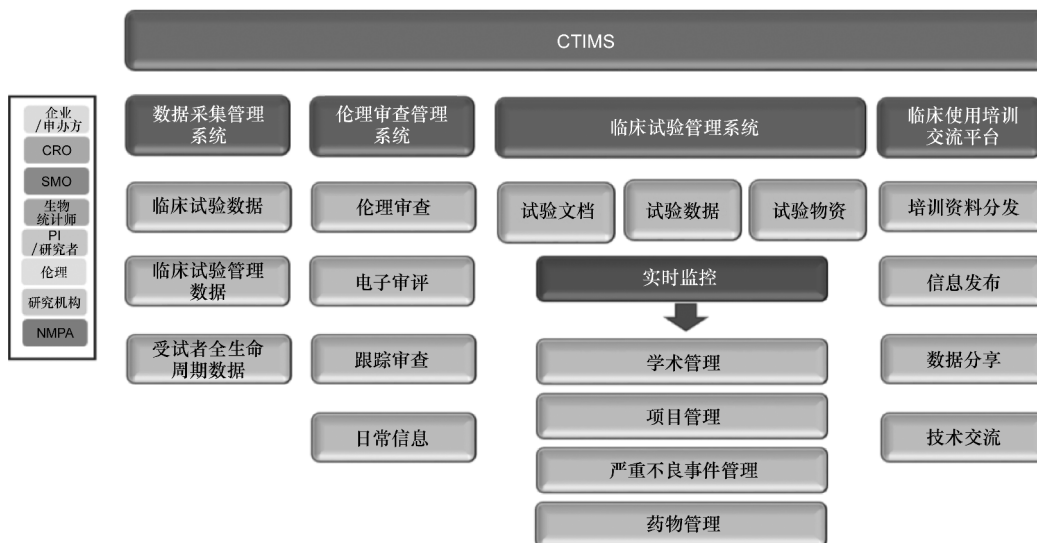 CTIMS
企业
/申办方
CRO
SMO
生物
统计师
PI
/研究者
伦理
研究机构
NMPA
数据采集管理
系统
临床试验数据
临床试验管理
数据
受试者全生命
周期数据
伦理审查管理
系统
伦理审查
电子审评
跟踪审查
日常信息
临床试验管理系统
试验文档
试验数据
试验物资
实时监控
学术管理
项目管理
严重不良事件管理
药物管理
临床使用培训
交流平台
培训资料分发
信息发布
数据分享
技术交流